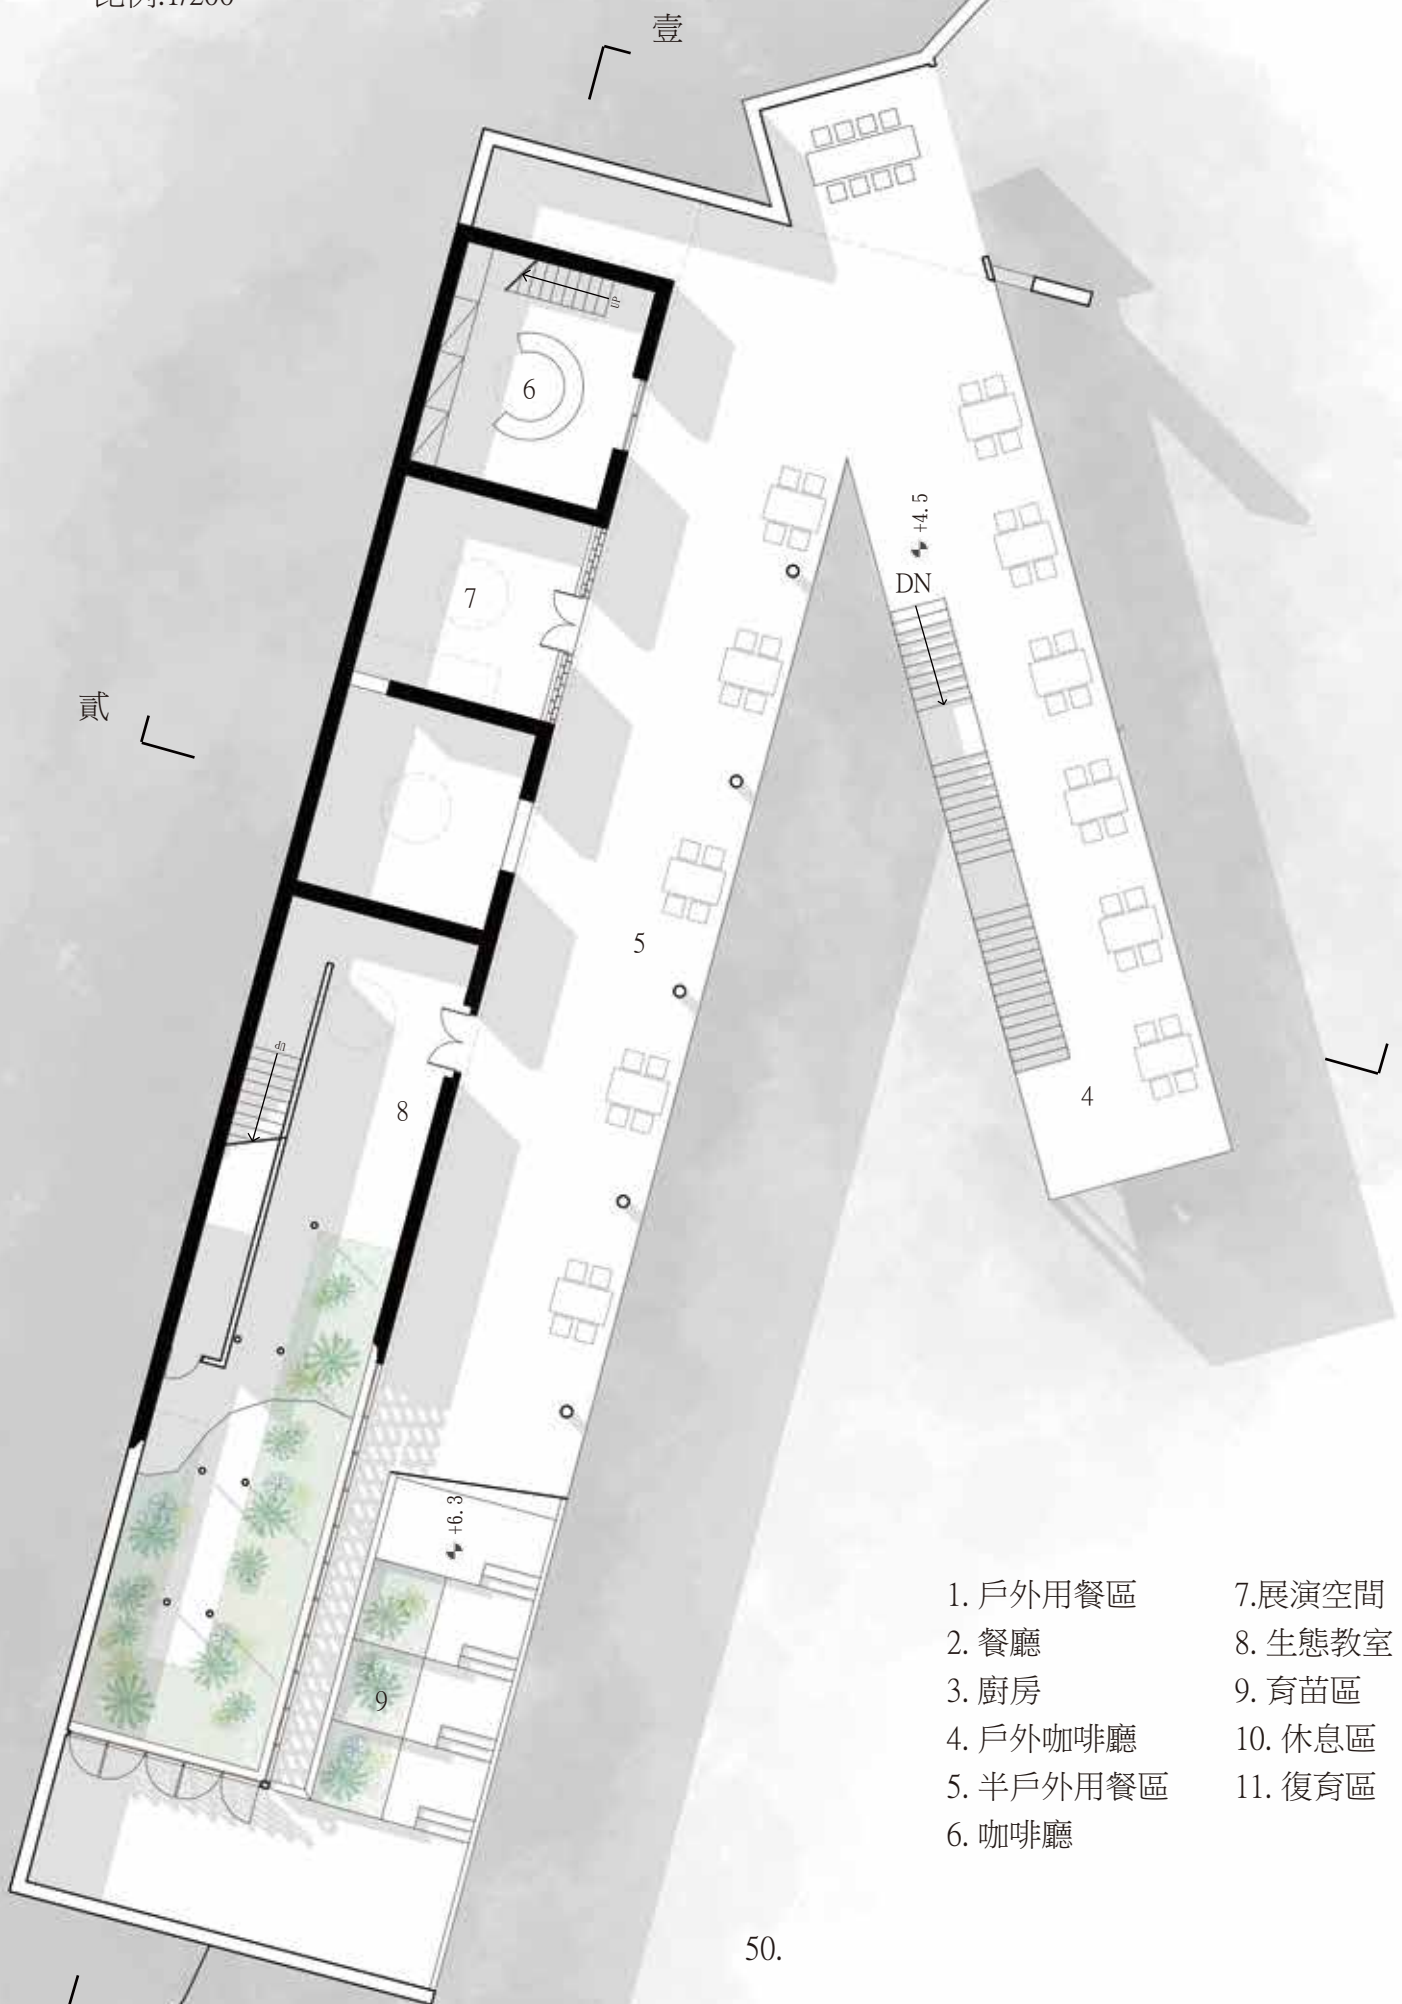 比例:1/200
壹
UP
6
+4.5
DN
7
貳
5
UP
8
4
+6.3
9
1. 戶外用餐區
2. 餐廳
3. 廚房
4. 戶外咖啡廳
5. 半戶外用餐區
6. 咖啡廳
7.展演空間
8. 生態教室
9. 育苗區
10. 休息區
11. 復育區
50.